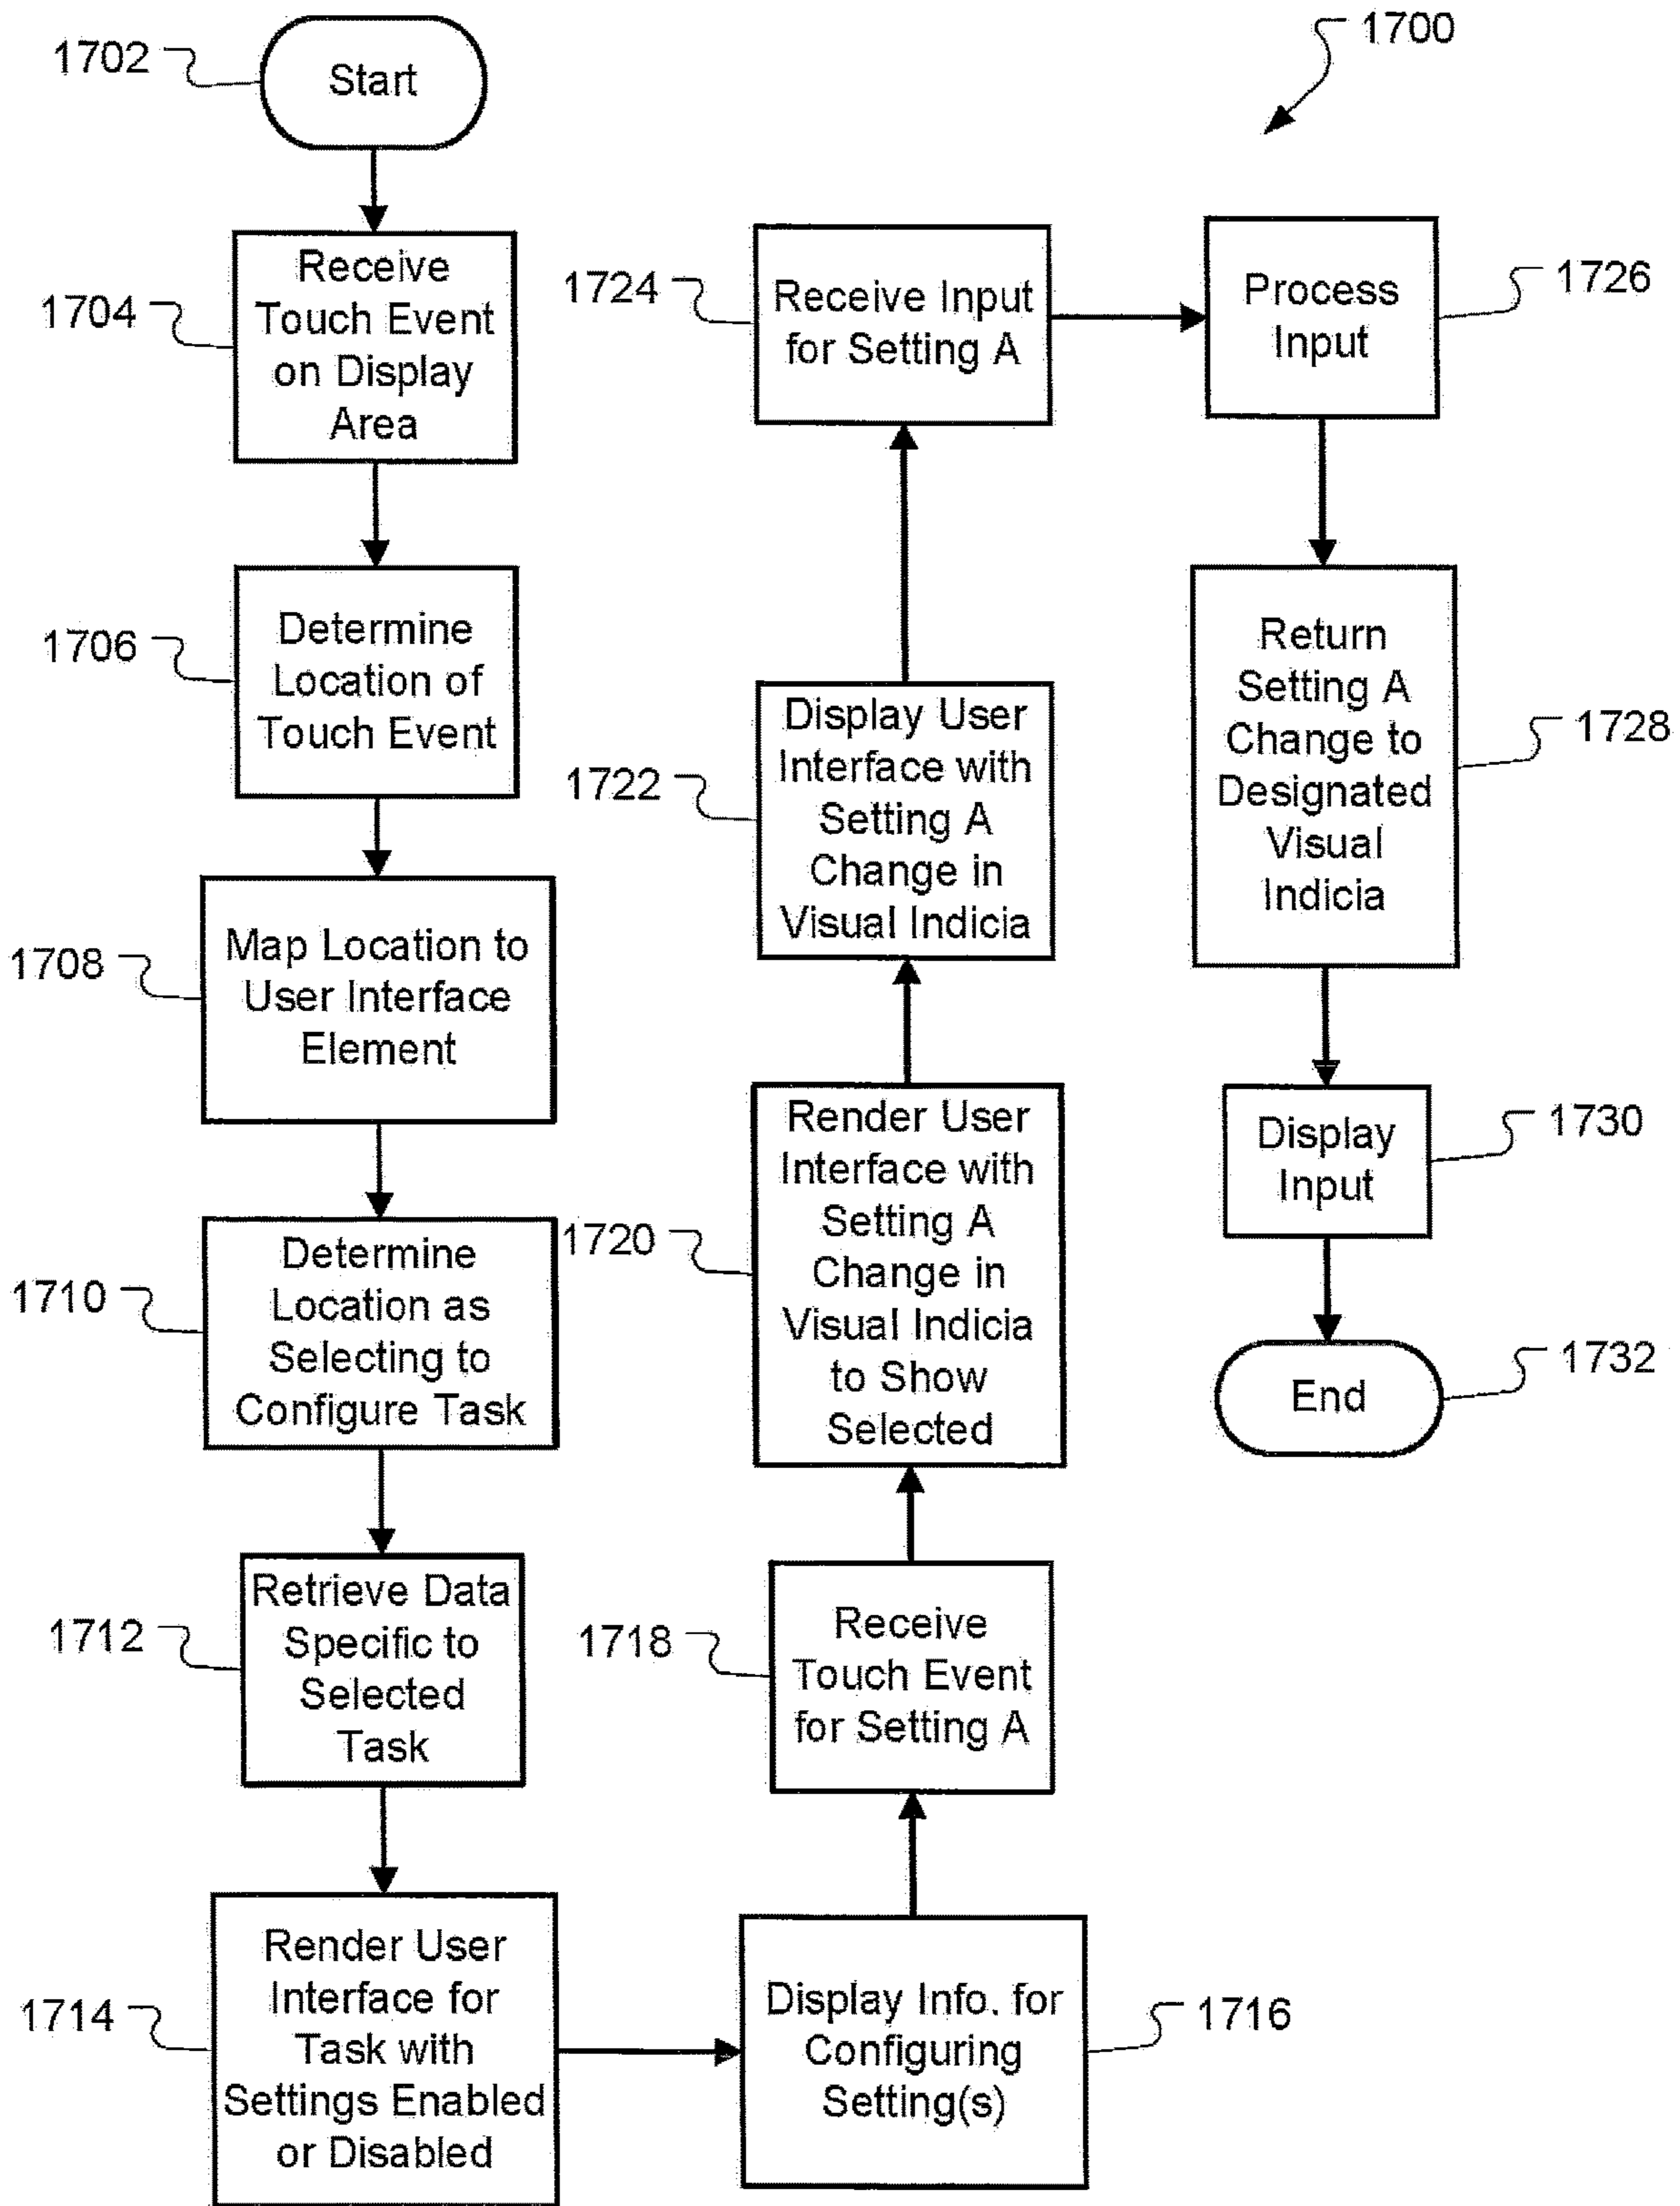 1700
1702
Start
1704
Receive
Touch Event
on Display
Area
1706
Determine
Location of
Touch Event
1708
Map Location to
User Interface
Element
1710
Determine
Location as
Selecting to
Configure Task
1712
Retrieve Data
Specific to
Selected
Task
1714
Render User
Interface for
Task with
Settings Enabled
or Disabled
1716
Display Info. for
Configuring
Setting(s)
1718
Receive
Touch Event
for Setting A
1720
Render User
Interface with
Setting A
Change in
Visual Indicia
to Show
Selected
1722
Display User
Interface with
Setting A
Change in
Visual Indicia
1724
Receive Input
for Setting A
1726
Process
Input
1728
Return
Setting A
Change to
Designated
Visual
Indicia
1730
Display
Input
1732
End